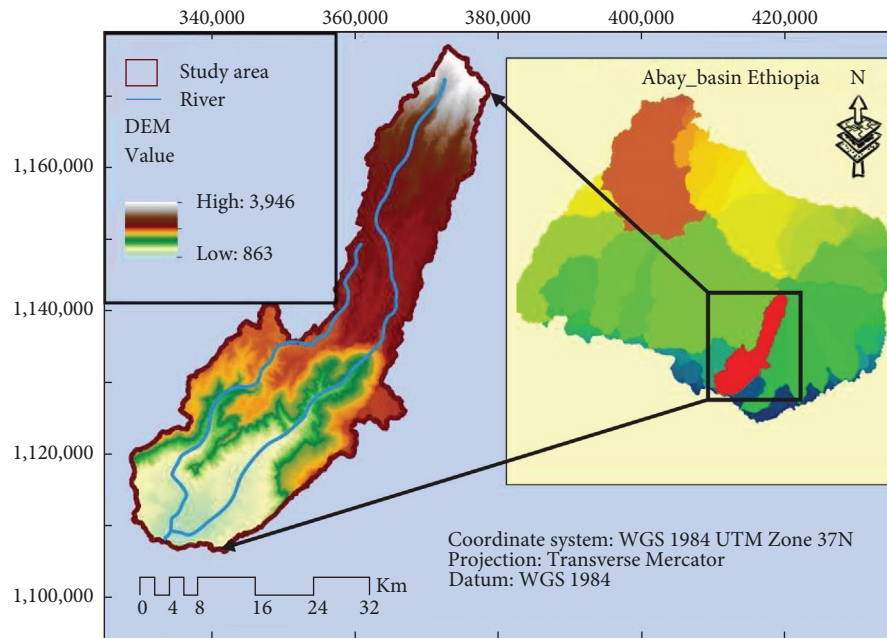 340,000 360,000 380,000 400,000 420,000
Study area
River
DEM
Value
High: 3,946
Low: 863
Abay_basin Ethiopia N
1,160,000
1,140,000
1,120,000
1,100,000
Coordinate system: WGS 1984 UTM Zone 37N
Projection: Transverse Mercator
Datum: WGS 1984
Km
0 4 8 16 24 32